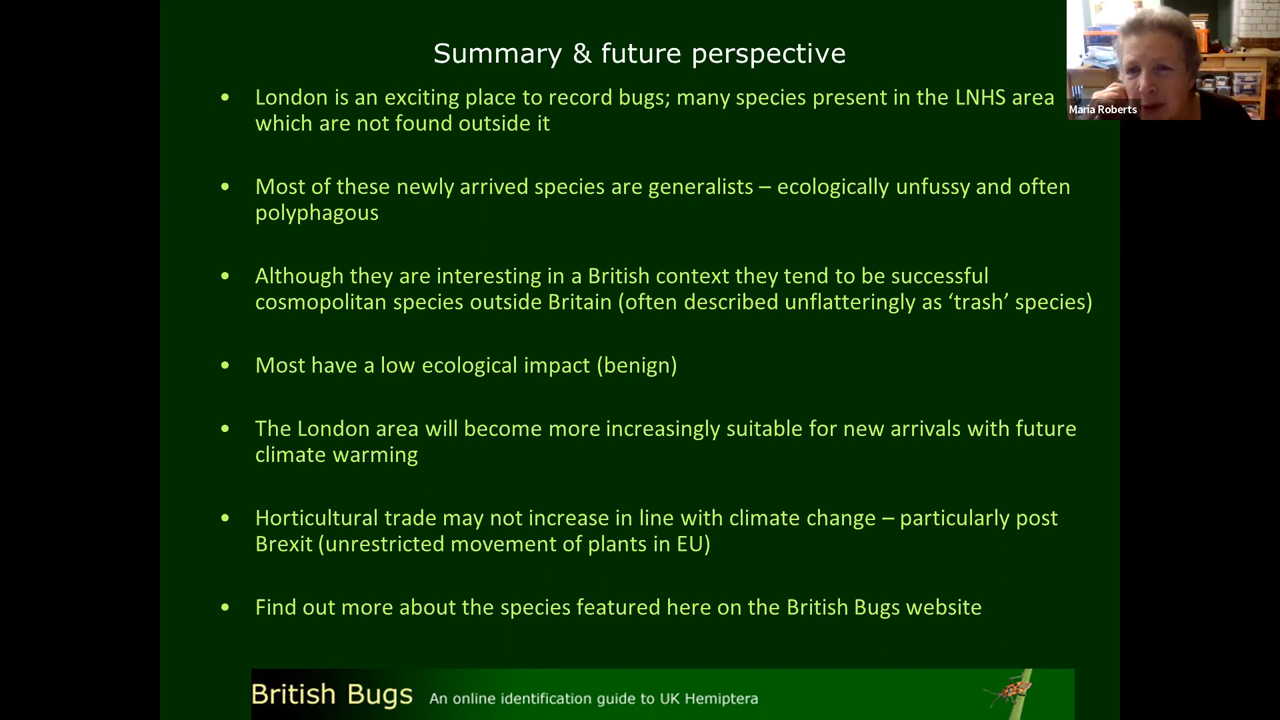 Summary & future perspective
• London is an exciting place to record bugs; many species present in the LNHS area
which are not found outside it
• Most of these newly arrived species are generalists – ecologically unfussy and often
polyphagous
• Although they are interesting in a British context they tend to be successful
cosmopolitan species outside Britain (often described unflatteringly as ‘trash’ species)
• Most have a low ecological impact (benign)
• The London area will become more increasingly suitable for new arrivals with future
climate warming
• Horticultural trade may not increase in line with climate change – particularly post
Brexit (unrestricted movement of plants in EU)
• Find out more about the species featured here on the British Bugs website
British Bugs An online identification guide to UK Hemiptera
Maria Roberts